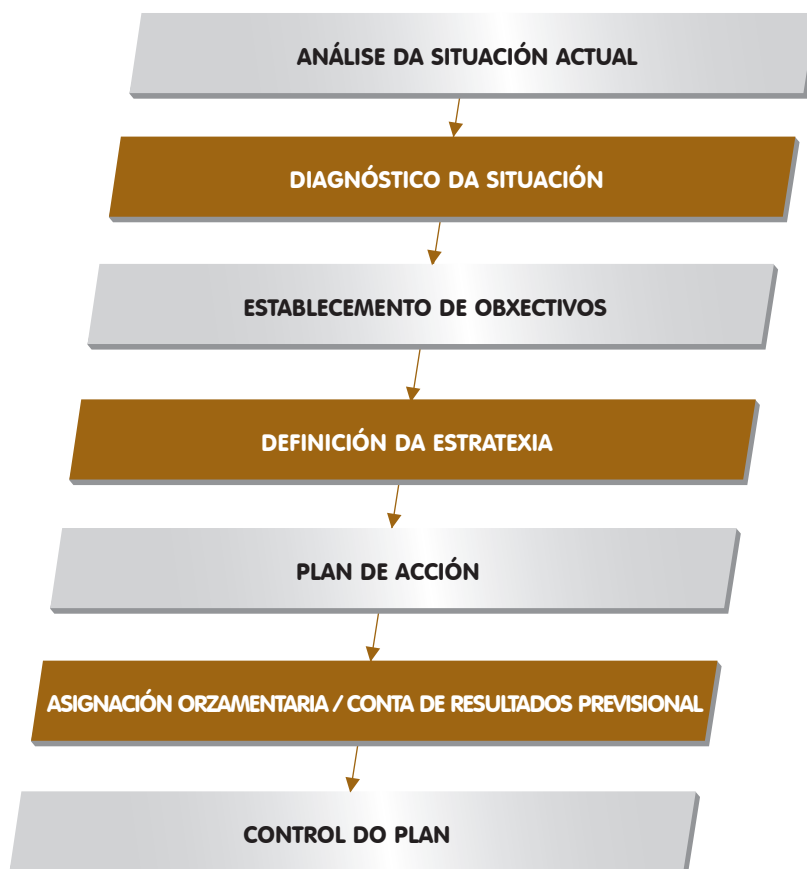 ANÁLISE DA SITUACIÓN ACTUAL
DIAGNÓSTICO DA SITUACIÓN
ESTABLECEMENTO DE OBXECTIVOS
DEFINICIÓN DA ESTRATEXIA
PLAN DE ACCIÓN
ASIGNACIÓN ORZAMENTARIA / CONTA DE RESULTADOS PREVISIONAL
CONTROL DO PLAN